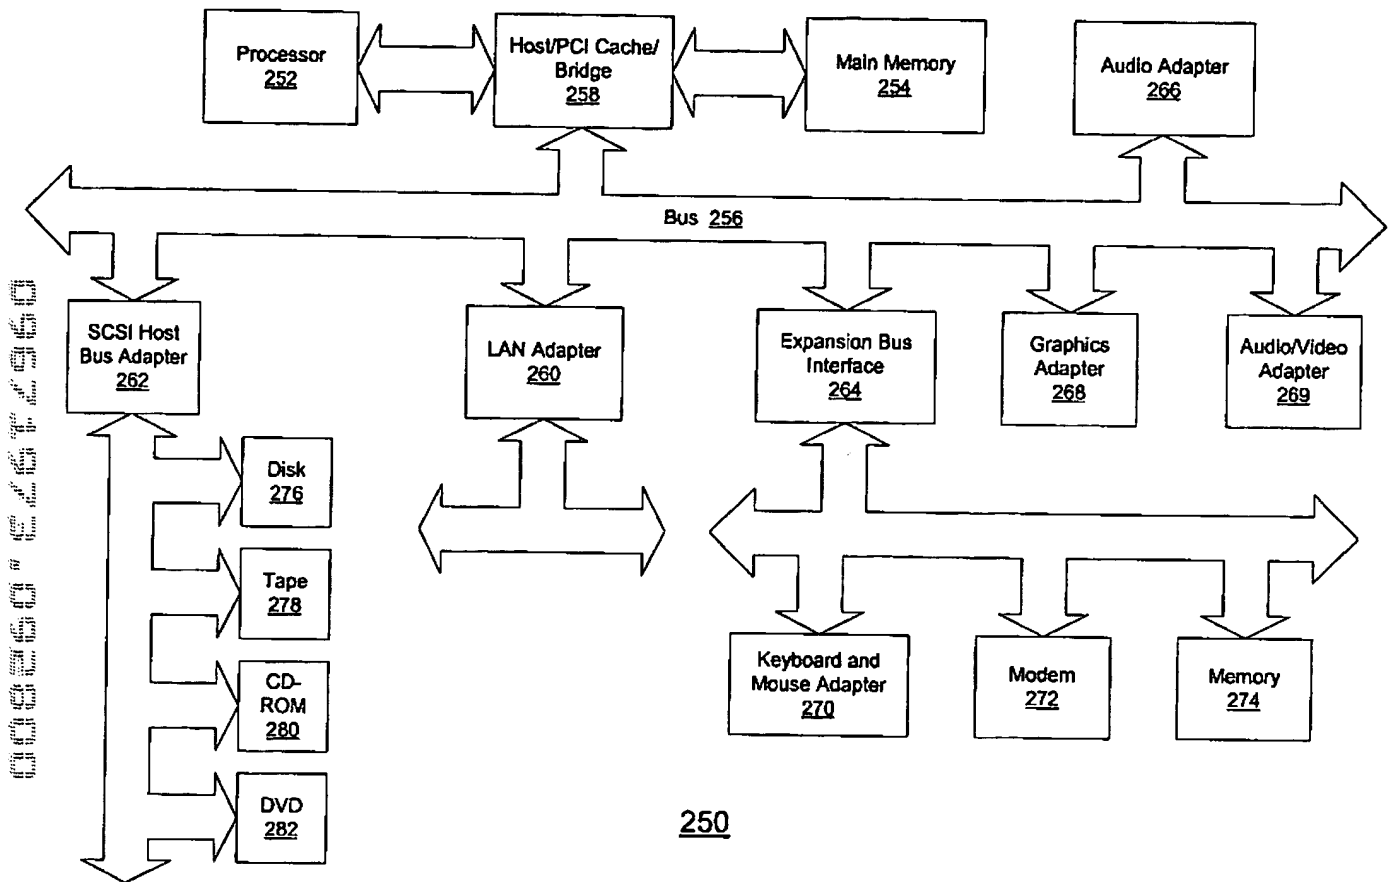 Processor
252
Host/PCI Cache/
Bridge
258
Main Memory
254
Audio Adapter
266
Bus 256
SCSI Host
Bus Adapter
262
LAN Adapter
260
Expansion Bus
Interface
264
Graphics
Adapter
268
Audio/Video
Adapter
269
Disk
276
Tape
278
CD-
ROM
280
DVD
282
Keyboard and
Mouse Adapter
270
Modem
272
Memory
274
250